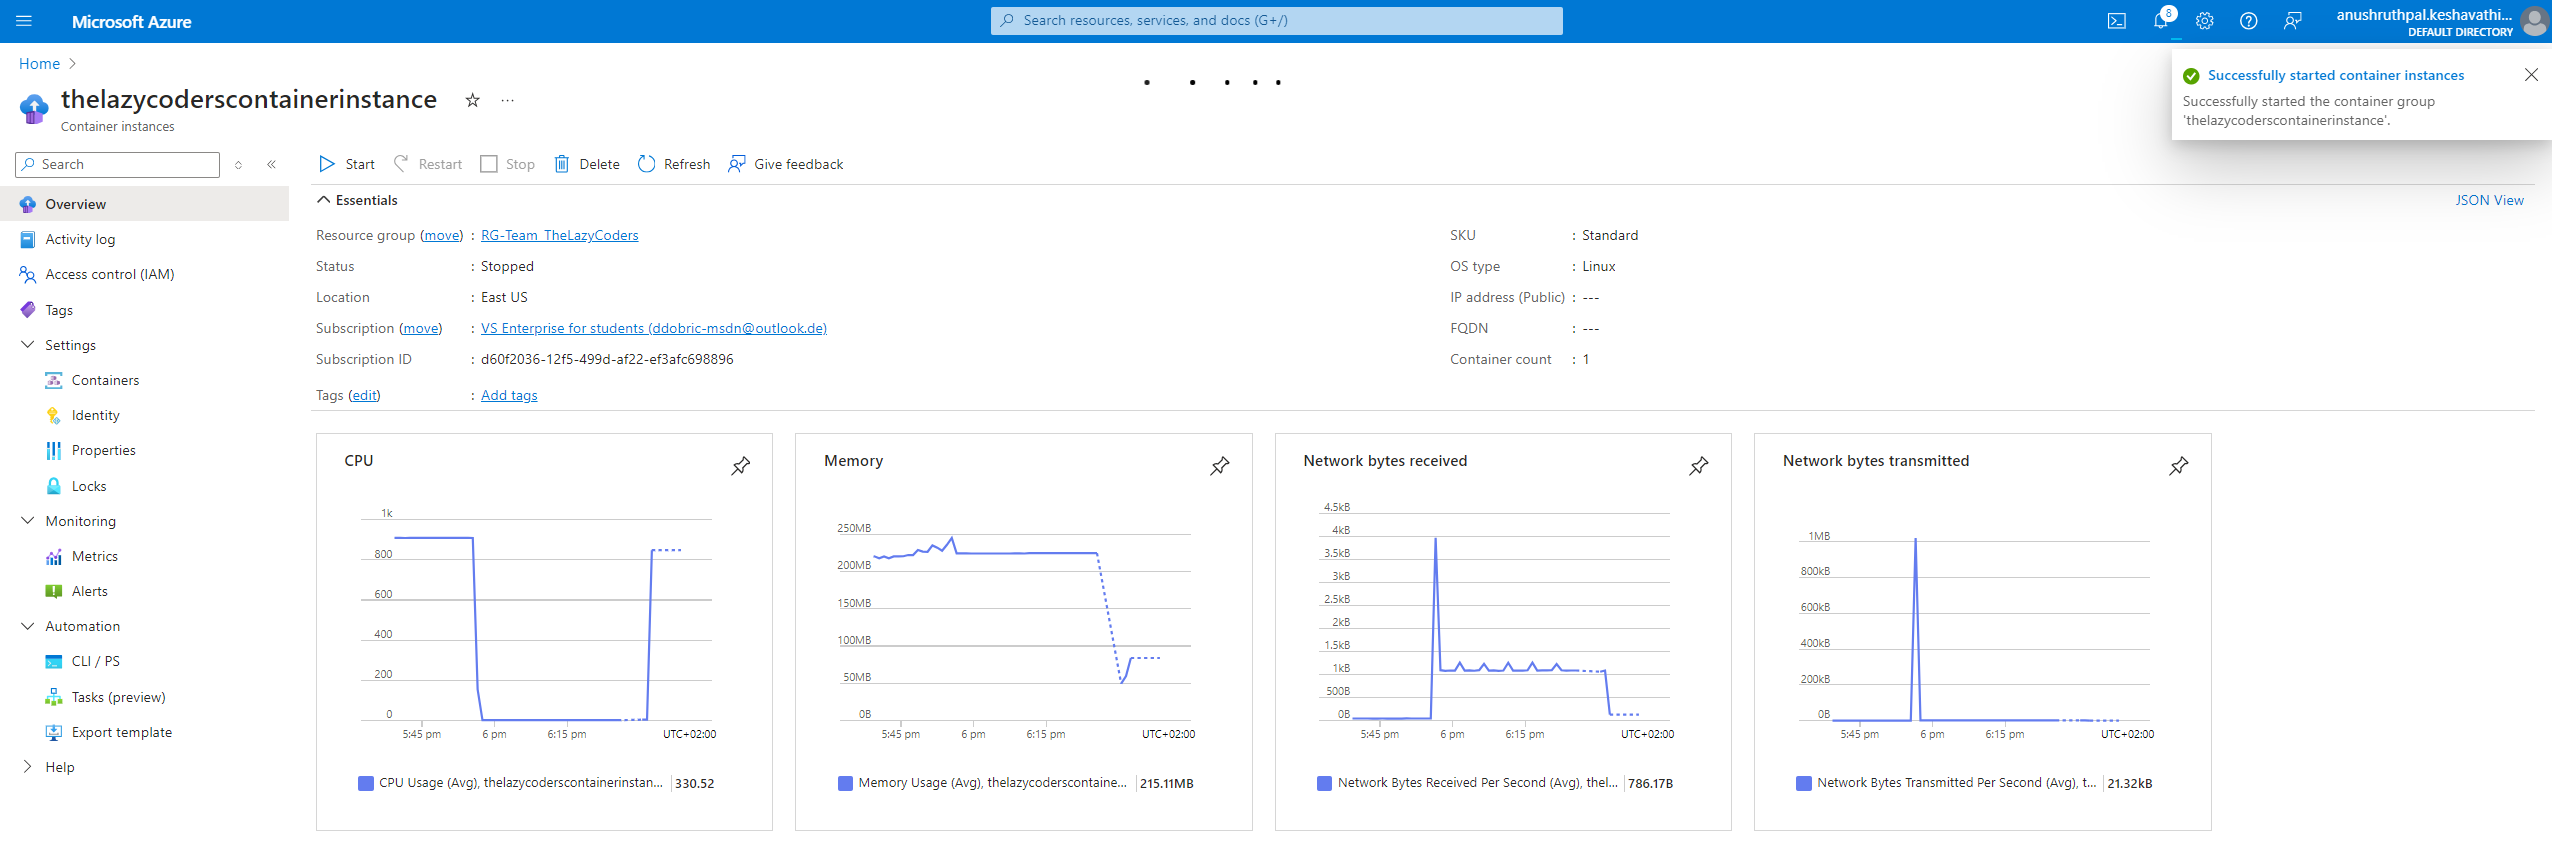 Microsoft Azure
Search resources, services, and docs (G+/)
8
anushruthpal.keshavathi...
DEFAULT DIRECTORY
Home
Successfully started container instances
Successfully started the container group
'thelazycoderscontainerinstance'.
thelazycoderscontainerinstance
Container instances
Search
Start
Restart
Stop
Delete
Refresh
Give feedback
Overview
Activity log
Access control (IAM)
Tags
Settings
Containers
Identity
Properties
Locks
Monitoring
Metrics
Alerts
Automation
CLI / PS
Tasks (preview)
Export template
Help
Essentials
JSON View
Resource group (move) : RG-Team_TheLazyCoders
Status : Stopped
Location : East US
Subscription (move) : VS Enterprise for students (ddobric-msdn@outlook.de)
Subscription ID : d60f2036-12f5-499d-af22-ef3afc698896
Tags (edit) : Add tags
SKU : Standard
OS type : Linux
IP address (Public) : ---
FQDN : ---
Container count : 1
CPU
1k
800
600
400
200
0
5:45 pm 6 pm 6:15 pm UTC+02:00
CPU Usage (Avg), thelazycoderscontainerinstan... 330.52
Memory
250MB
200MB
150MB
100MB
50MB
0B
5:45 pm 6 pm 6:15 pm UTC+02:00
Memory Usage (Avg), thelazycoderscontaine... 215.11MB
Network bytes received
4.5kB
4kB
3.5kB
3kB
2.5kB
2kB
1.5kB
1kB
500B
0B
5:45 pm 6 pm 6:15 pm UTC+02:00
Network Bytes Received Per Second (Avg), thel... 786.17B
Network bytes transmitted
1MB
800kB
600kB
400kB
200kB
0B
5:45 pm 6 pm 6:15 pm UTC+02:00
Network Bytes Transmitted Per Second (Avg), t... 21.32kB